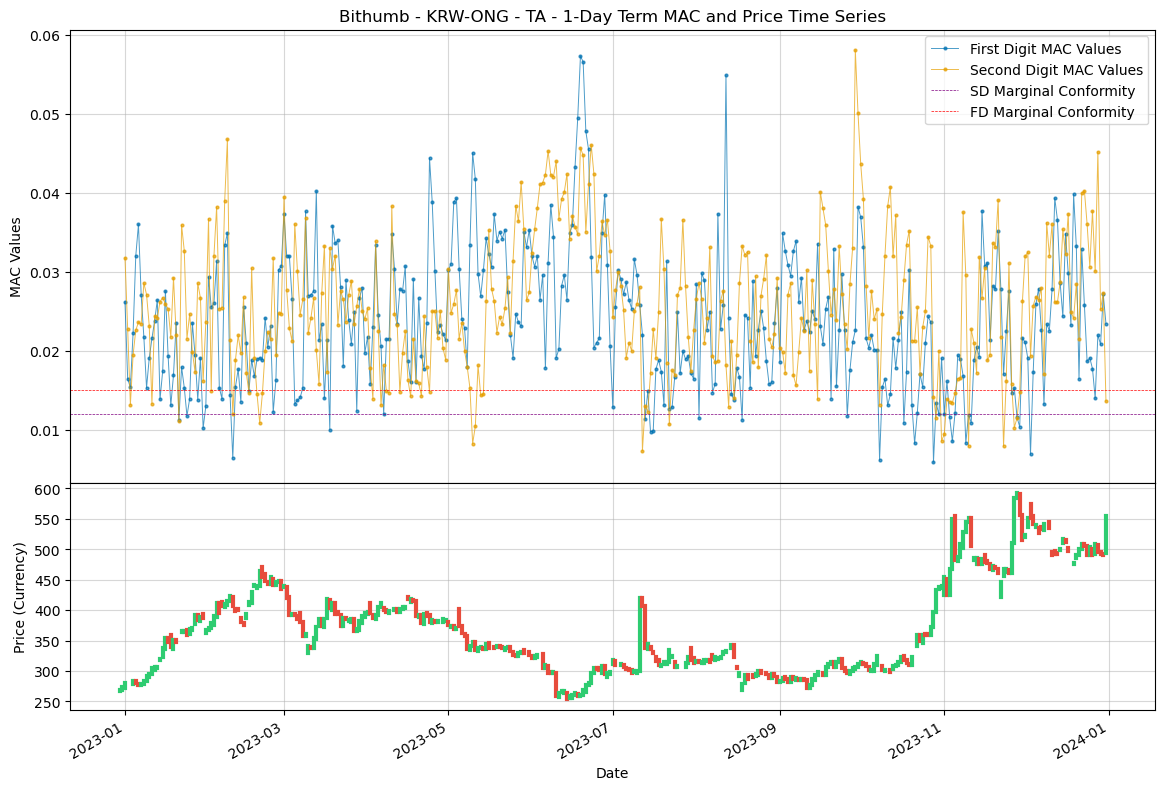 Bithumb - KRW-ONG - TA - 1-Day Term MAC and Price Time Series
First Digit MAC Values
Second Digit MAC Values
SD Marginal Conformity
FD Marginal Conformity
MAC Values
0.06
0.05
0.04
0.03
0.02
0.01
Price (Currency)
600
550
500
450
400
350
300
250
2023-01
2023-03
2023-05
2023-07
2023-09
2023-11
2024-01
Date